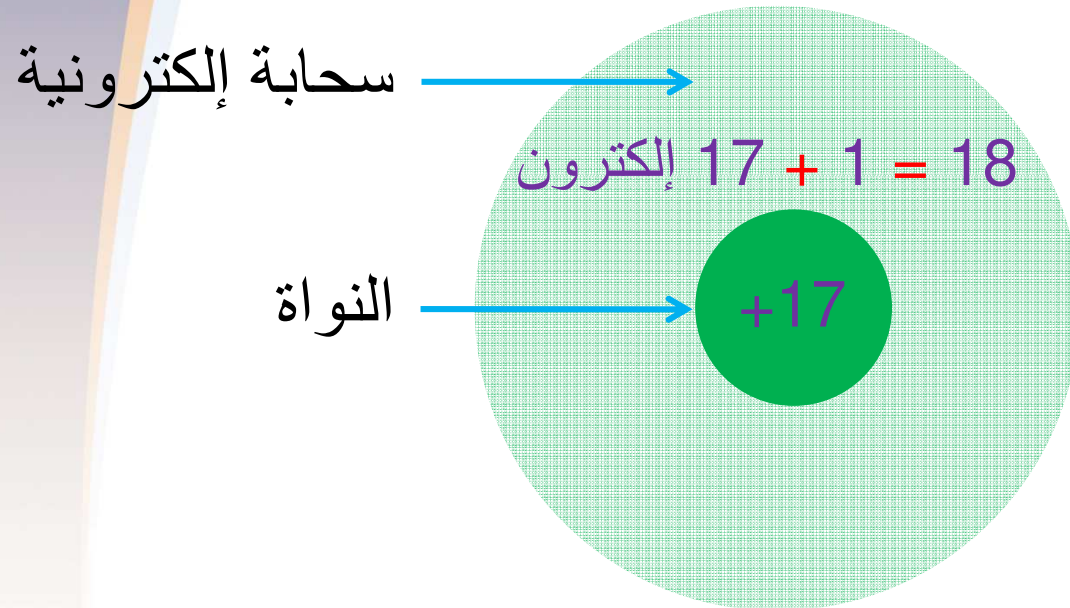 سحابة إلكترونية
17 + 1 = 18 إلكترون
النواة
+17